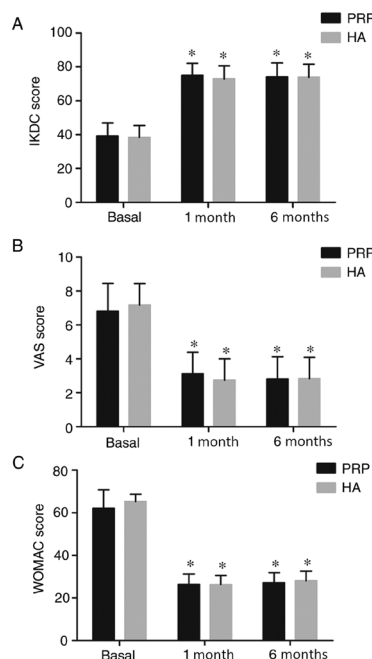 A
PRP
HA
IKDC score
100
80
60
40
20
0
* * * *
Basal 1 month 6 months
B
PRP
HA
VAS score
8
6
4
2
0
* * * *
Basal 1 month 6 months
C
PRP
HA
WOMAC score
60
40
20
0
* * * *
Basal 1 month 6 months